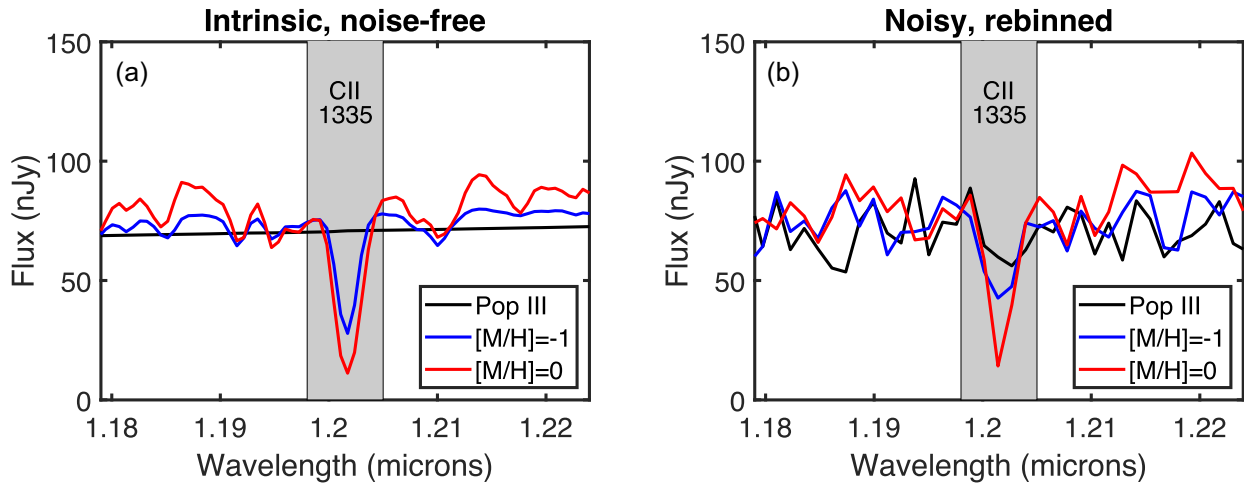 Intrinsic, noise-free
(a)
CII
1335
150
100
50
0
Flux (nJy)
Pop III
[M/H]=-1
[M/H]=0
1.18
1.19
1.2
1.21
1.22
Wavelength (microns)
Noisy, rebinned
(b)
CII
1335
150
100
50
0
Flux (nJy)
Pop III
[M/H]=-1
[M/H]=0
1.18
1.19
1.2
1.21
1.22
Wavelength (microns)